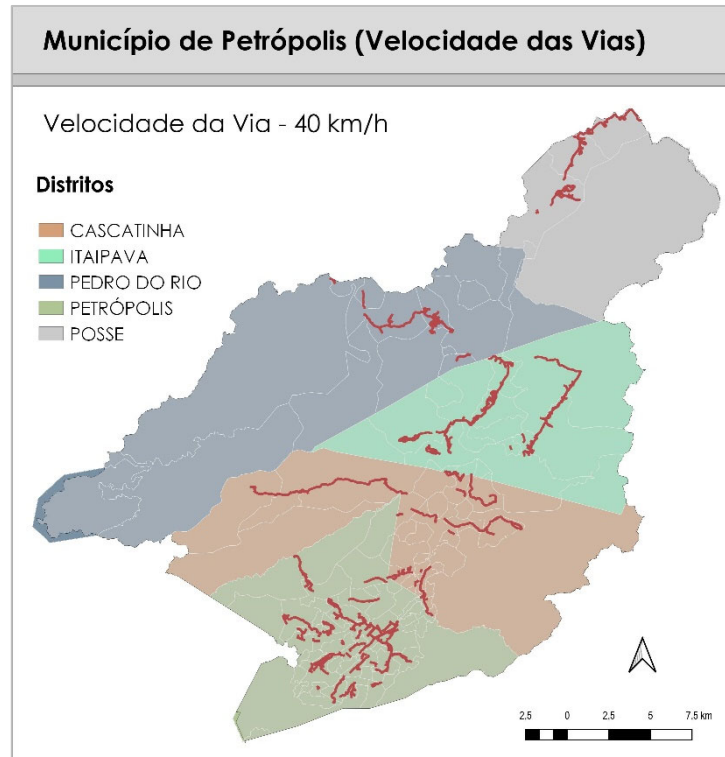 Município de Petrópolis (Velocidade das Vias)
Velocidade da Via - 40 km/h
Distritos
CASCATINHA
ITAIPAVA
PEDRO DO RIO
PETRÓPOLIS
POSSE
2.5 0 2.5 5 7.5 km